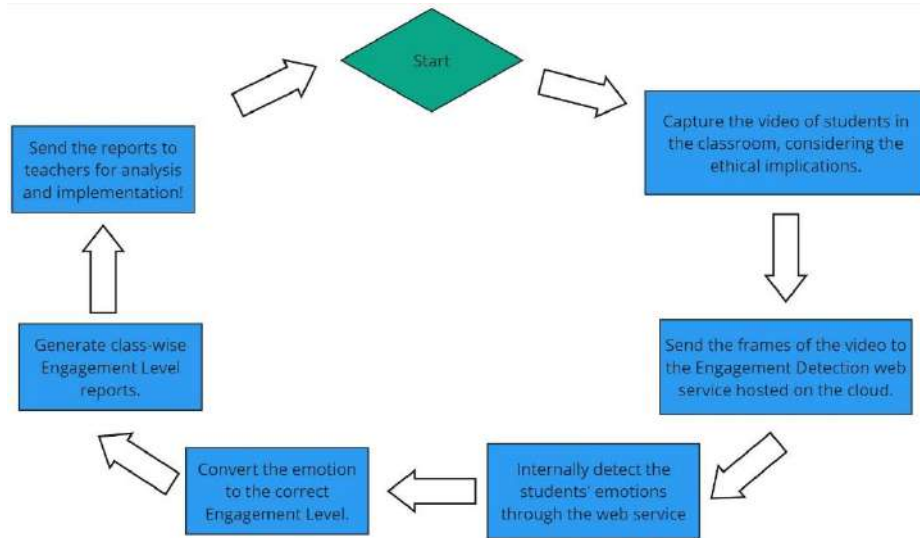 Start
Capture the video of students in
the classroom, considering the
ethical implications.
Send the frames of the video to
the Engagement Detection web
service hosted on the cloud.
Internally detect the
students' emotions
through the web service
Convert the emotion
to the correct
Engagement Level.
Generate class-wise
Engagement Level
reports.
Send the reports to
teachers for analysis
and implementation!